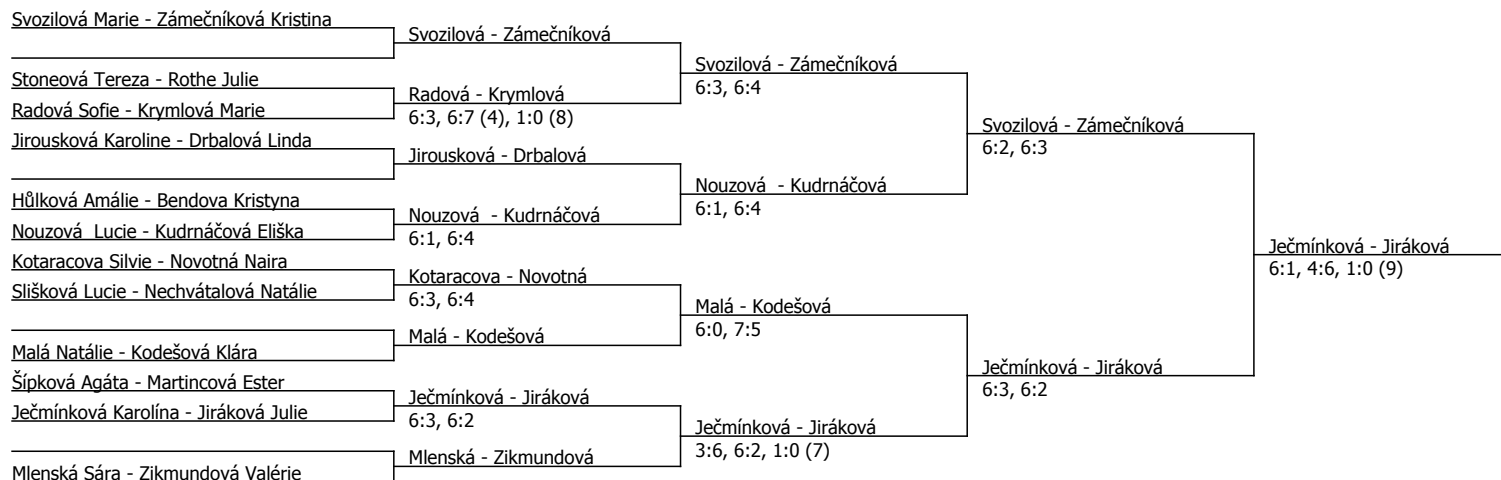 Svozilová Marie - Zámečníková Kristina
Svozilová - Zámečníková
Svozilová - Zámečníková
6:3, 6:4
Stoneová Tereza - Rothe Julie
Radová - Krymlová
6:3, 6:7 (4), 1:0 (8)
Radová Sofie - Krymlová Marie
Svozilová - Zámečníková
6:2, 6:3
Jirousková Karoline - Drbalová Linda
Jirousková - Drbalová
Nouzová  - Kudrnáčová
6:1, 6:4
Hůlková Amálie - Bendova Kristyna
Nouzová  - Kudrnáčová
6:1, 6:4
Nouzová  Lucie - Kudrnáčová Eliška
Ječmínková - Jiráková
6:1, 4:6, 1:0 (9)
Kotaracova Silvie - Novotná Naira
Kotaracova - Novotná
6:3, 6:4
Slišková Lucie - Nechvátalová Natálie
Malá - Kodešová
6:0, 7:5
Malá - Kodešová
Malá Natálie - Kodešová Klára
Ječmínková - Jiráková
6:3, 6:2
Šípková Agáta - Martincová Ester
Ječmínková - Jiráková
6:3, 6:2
Ječmínková Karolína - Jiráková Julie
Ječmínková - Jiráková
3:6, 6:2, 1:0 (7)
Mlenská - Zikmundová
Mlenská Sára - Zikmundová Valérie